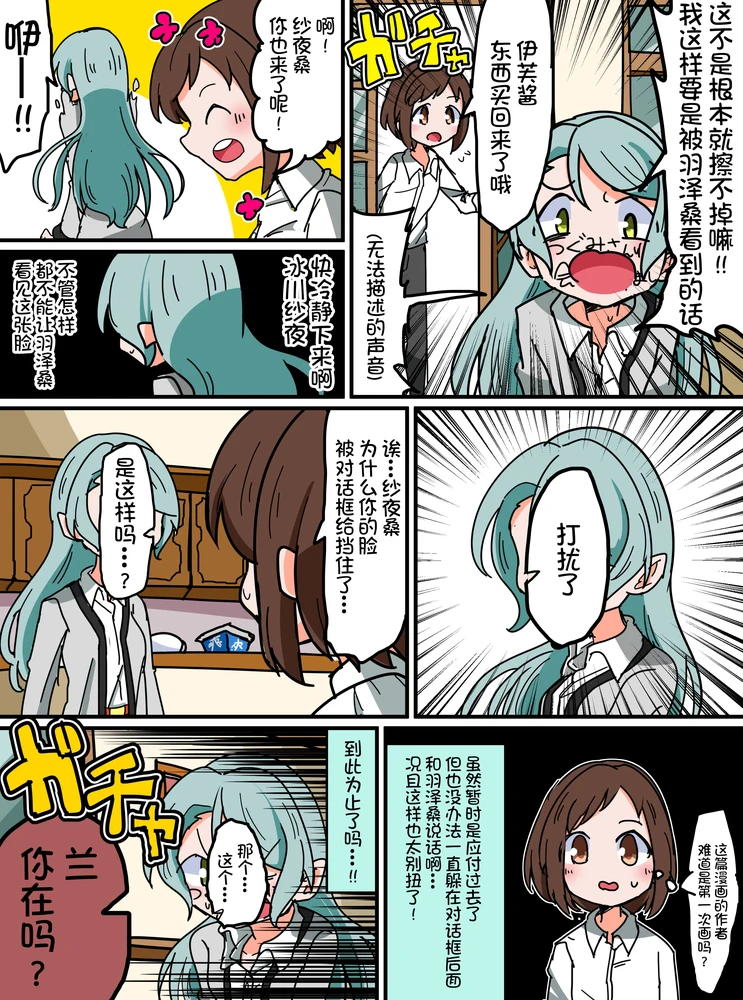 这不是根本就擦不掉嘛!!
我这样要是被羽泽桑看到的话
伊芙酱
东西买回来了哦
ガチャ
(无法描述的声音)
啊!
纱夜桑
你也来了呢!
咿——!!
快冷静下来啊
冰川纱夜
不管怎样
都不能让羽泽桑
看见这张脸
打扰了
诶…纱夜桑
为什么你的脸
被对话框给挡住了…
是这样吗…?
这篇漫画的作者
难道是第一次画吗?
虽然暂时是应付过去了
但也没办法一直躲在对话框后面
和羽泽桑说话啊…
况且这样也太别扭了!
到此为止了吗…!!
那个…
这个…
ガチャ
兰
你在吗?